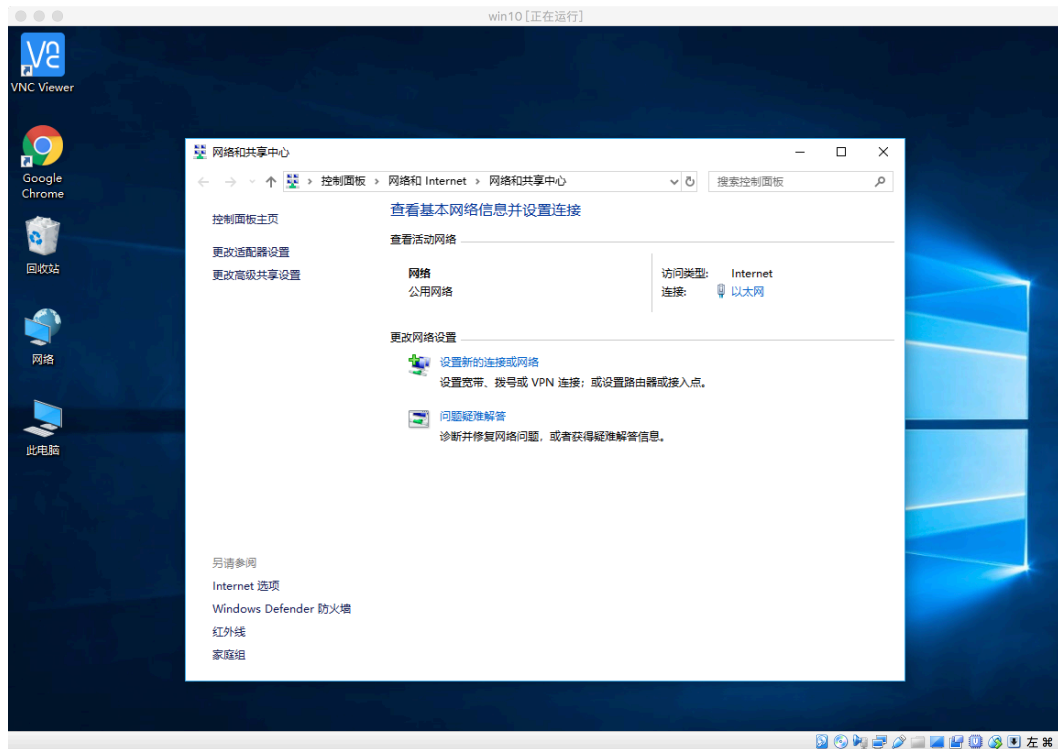 win10 [正在运行]
VNC Viewer
Google
Chrome
回收站
网络
此电脑
网络和共享中心
控制面板 › 网络和 Internet › 网络和共享中心
搜索控制面板
控制面板主页
更改适配器设置
更改高级共享设置
查看基本网络信息并设置连接
查看活动网络
网络
公用网络
访问类型: Internet
连接: 以太网
更改网络设置
设置新的连接或网络
设置宽带、拨号或 VPN 连接；或设置路由器或接入点。
问题疑难解答
诊断并修复网络问题，或者获得疑难解答信息。
另请参阅
Internet 选项
Windows Defender 防火墙
红外线
家庭组
左 ⌘